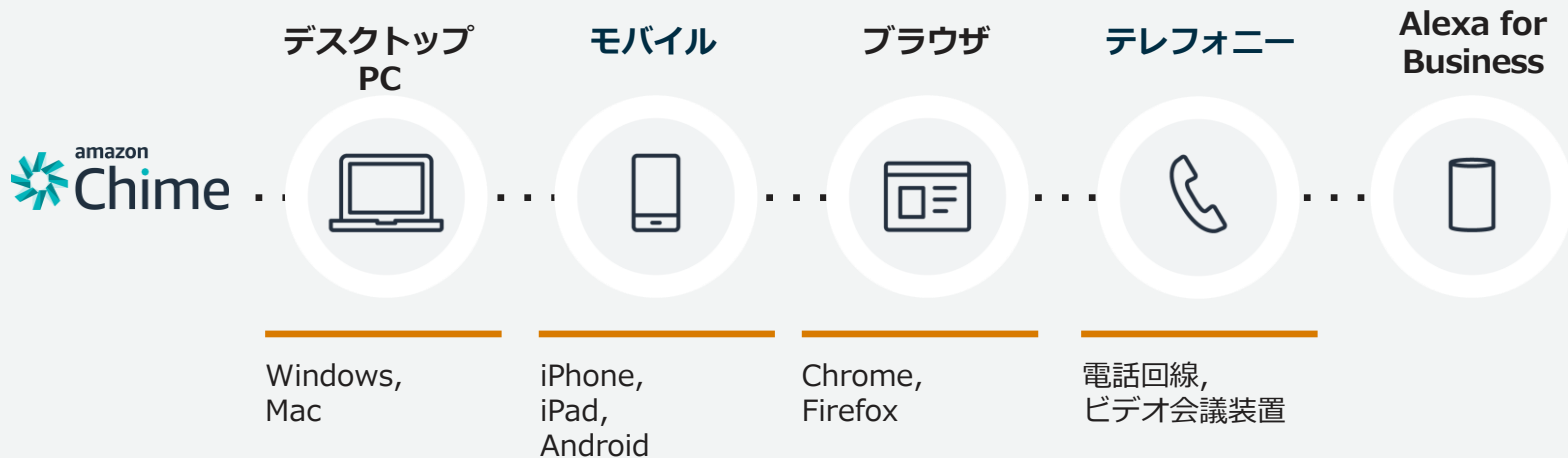 デスクトップ
PC
モバイル
ブラウザ
テレフォニー
Alexa for
Business
amazon
Chime
Windows,
Mac
iPhone,
iPad,
Android
Chrome,
Firefox
電話回線,
ビデオ会議装置